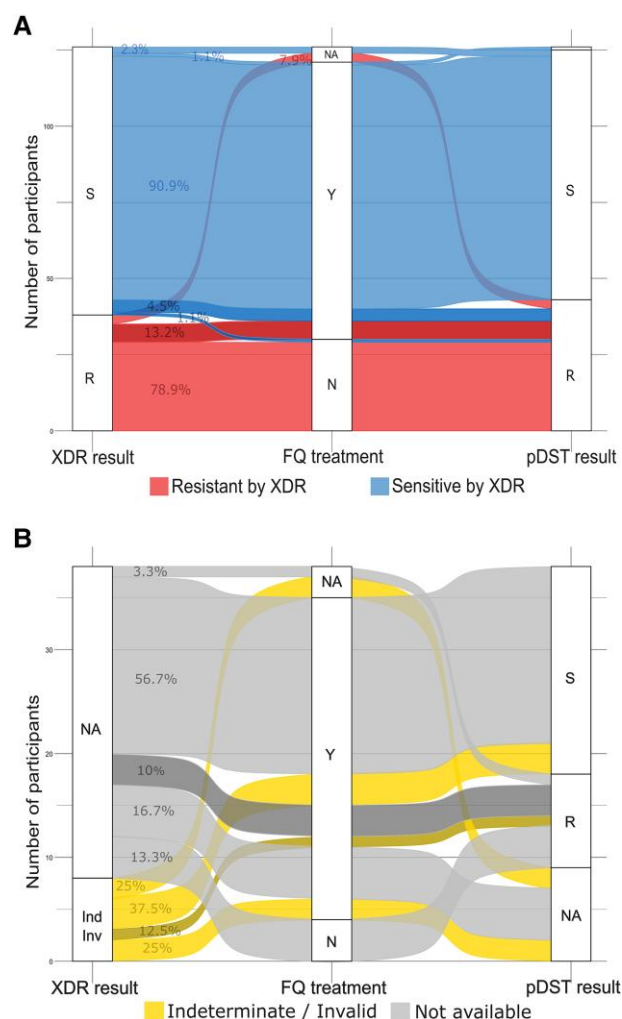 A
Number of participants
100
50
0
2.3%
1.1%
7.9%
NA
90.9%
S
Y
S
4.5%
1.1%
13.2%
R
78.9%
N
R
XDR result
FQ treatment
pDST result
Resistant by XDR
Sensitive by XDR
B
Number of participants
30
20
10
0
3.3%
NA
56.7%
NA
S
Y
10%
16.7%
R
13.3%
25%
Ind
Inv
37.5%
12.5%
25%
N
NA
XDR result
FQ treatment
pDST result
Indeterminate / Invalid
Not available